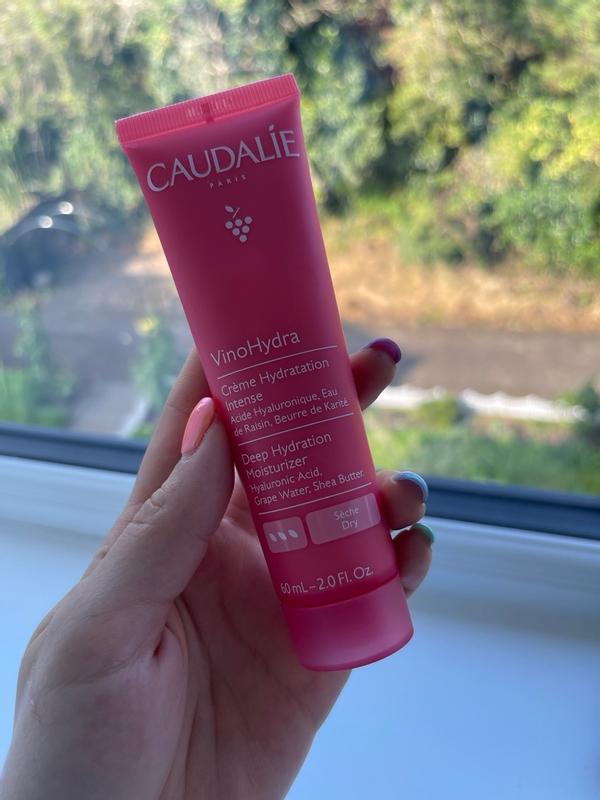 CAUDALÍE
PARIS
VinoHydra
Crème Hydratation
Intense
Acide Hyaluronique, Eau
de Raisin, Beurre de Karité
Deep Hydration
Moisturizer
Hyaluronic Acid,
Grape Water, Shea Butter
Sèche
Dry
60 mL – 2.0 Fl. Oz.